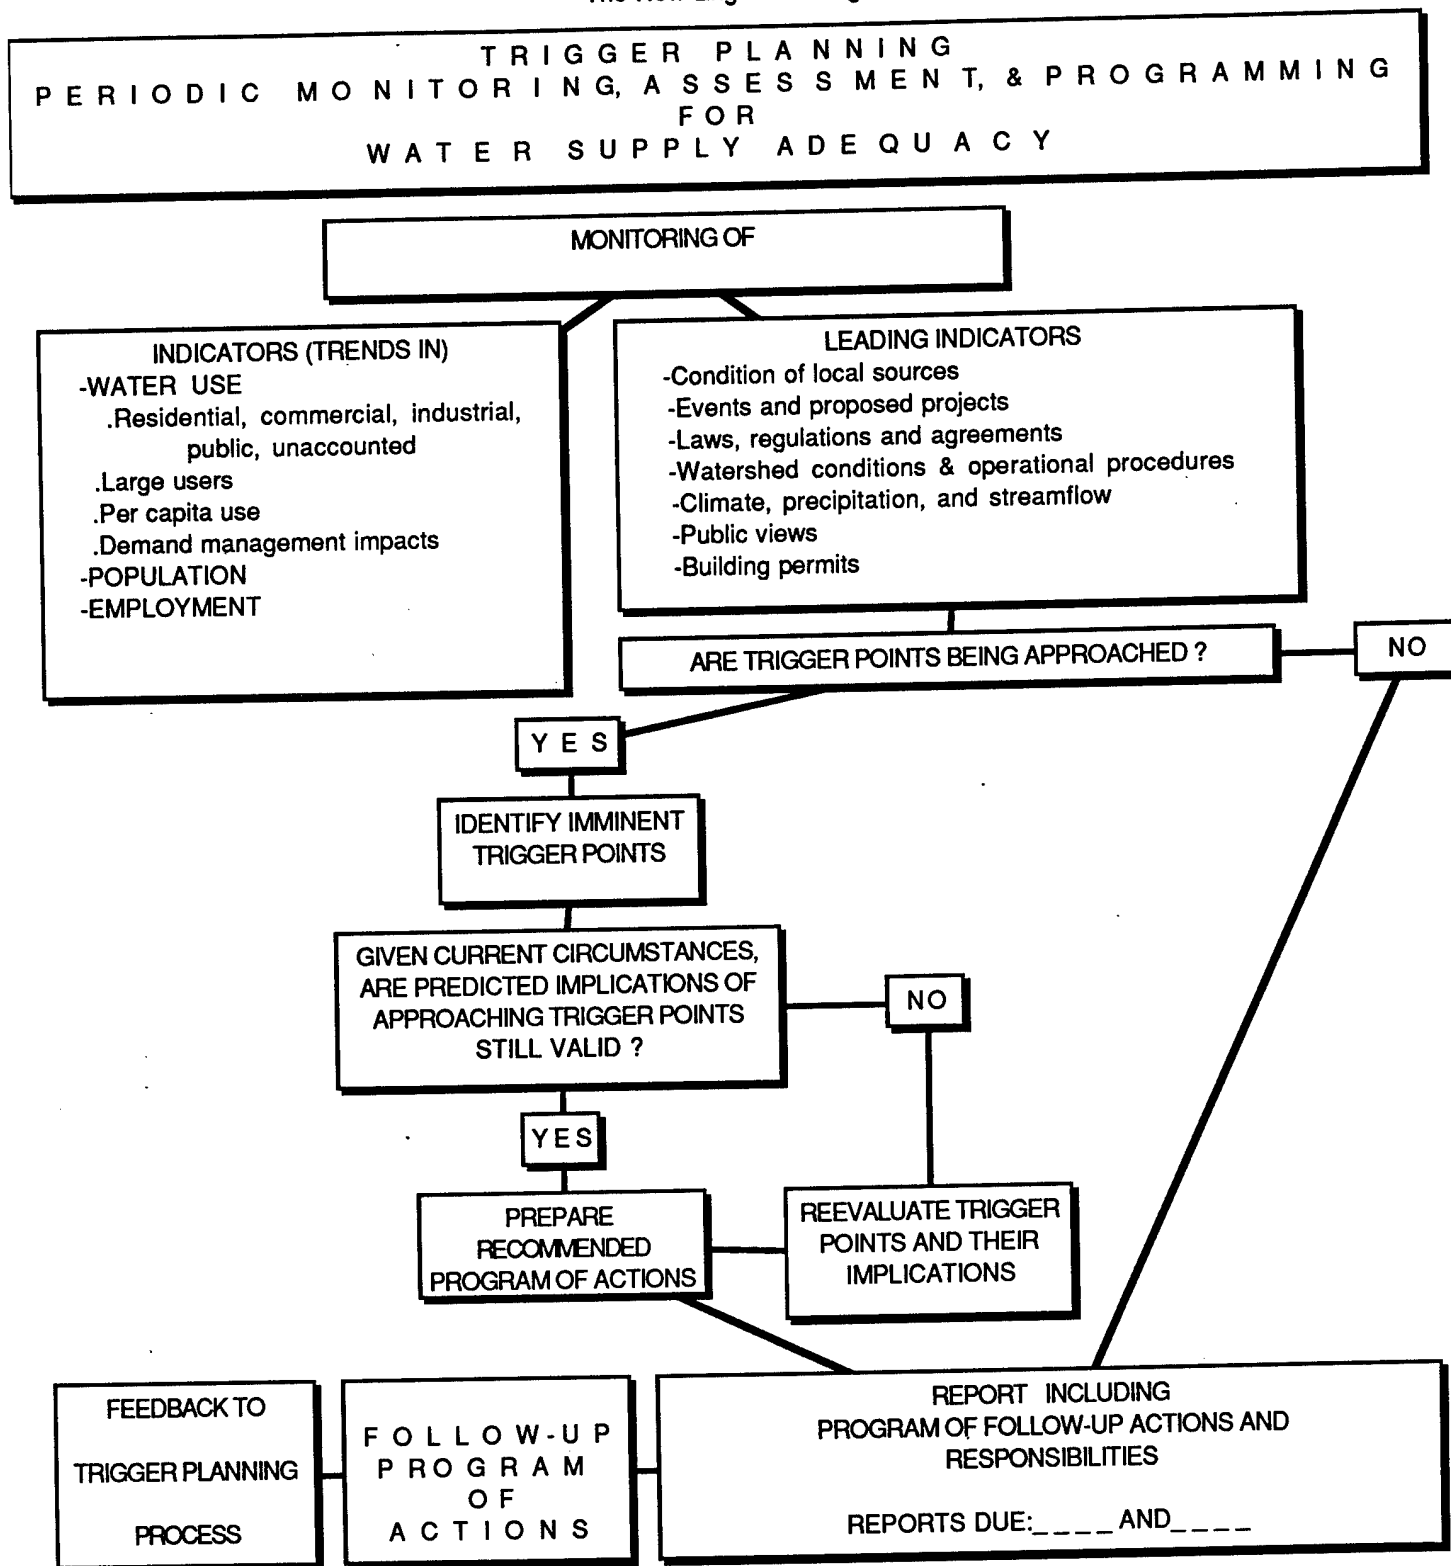 TRIGGER PLANNING
PERIODIC MONITORING, ASSESSMENT, & PROGRAMMING
FOR
WATER SUPPLY ADEQUACY
MONITORING OF
INDICATORS (TRENDS IN)
-WATER USE
.Residential, commercial, industrial,
public, unaccounted
.Large users
.Per capita use
.Demand management impacts
-POPULATION
-EMPLOYMENT
LEADING INDICATORS
-Condition of local sources
-Events and proposed projects
-Laws, regulations and agreements
-Watershed conditions & operational procedures
-Climate, precipitation, and streamflow
-Public views
-Building permits
ARE TRIGGER POINTS BEING APPROACHED ?
NO
YES
IDENTIFY IMMINENT
TRIGGER POINTS
GIVEN CURRENT CIRCUMSTANCES,
ARE PREDICTED IMPLICATIONS OF
APPROACHING TRIGGER POINTS
STILL VALID ?
NO
YES
PREPARE
RECOMMENDED
PROGRAM OF ACTIONS
REEVALUATE TRIGGER
POINTS AND THEIR
IMPLICATIONS
FEEDBACK TO
TRIGGER PLANNING
PROCESS
FOLLOW-UP
PROGRAM
OF
ACTIONS
REPORT INCLUDING
PROGRAM OF FOLLOW-UP ACTIONS AND
RESPONSIBILITIES
REPORTS DUE:_ _ _ _ AND_ _ _ _